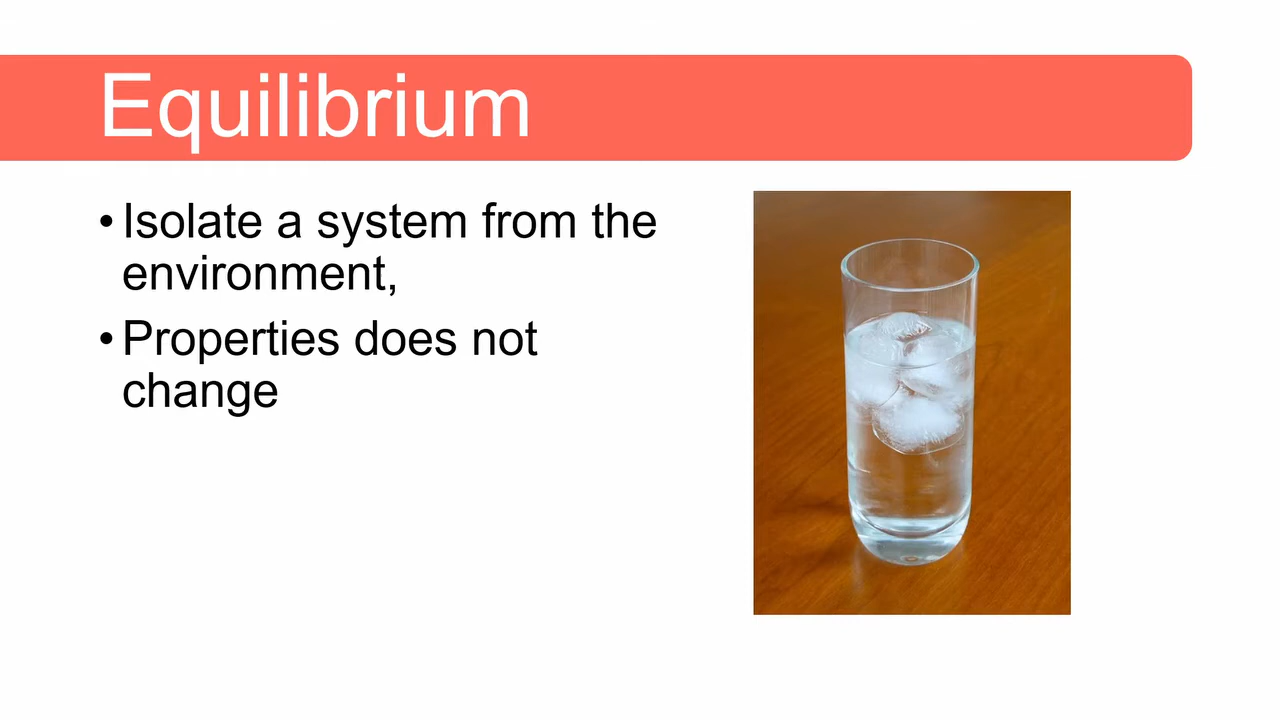 Equilibrium
• Isolate a system from the
environment,
• Properties does not
change